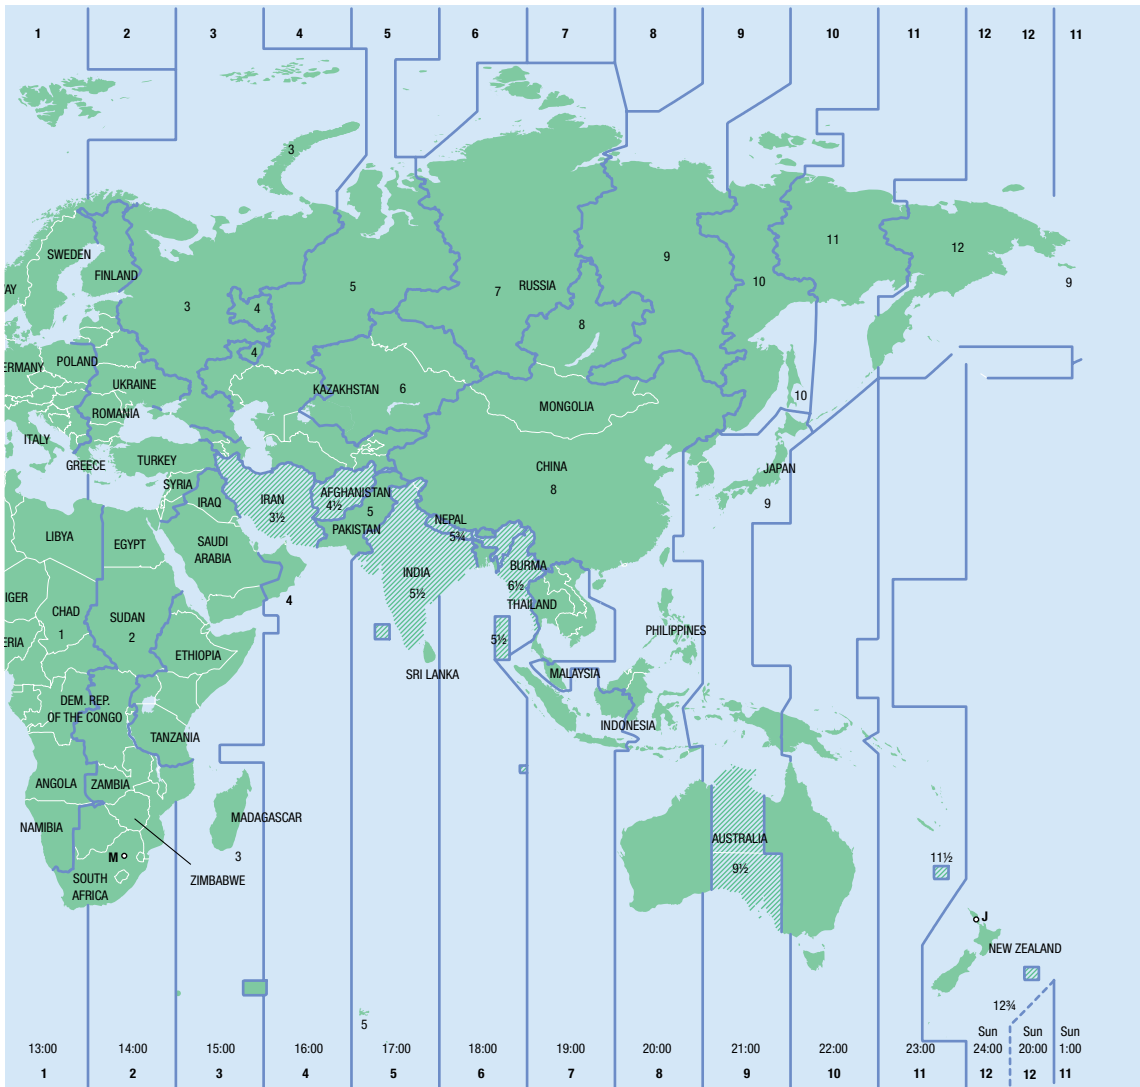 1 2 3 4 5 6 7 8 9 10 11 12 12 11
3
SWEDEN
FINLAND
WAY
3
4
5
7
RUSSIA
9
10
11
12
9
8
4
POLAND
ERMANY
UKRAINE
KAZAKHSTAN
6
10
ROMANIA
MONGOLIA
ITALY
GREECE
TURKEY
CHINA
8
JAPAN
9
SYRIA
IRAQ
IRAN
3½
AFGHANISTAN
4½
5
PAKISTAN
NEPAL
5¾
LIBYA
EGYPT
SAUDI
ARABIA
INDIA
5½
BURMA
6½
4
IGER
CHAD
1
SUDAN
2
THAILAND
ERIA
ETHIOPIA
5½
PHILIPPINES
SRI LANKA
MALAYSIA
DEM. REP.
OF THE CONGO
INDONESIA
TANZANIA
ANGOLA
ZAMBIA
NAMIBIA
MADAGASCAR
3
AUSTRALIA
9½
M
ZIMBABWE
SOUTH
AFRICA
11½
J
NEW ZEALAND
12¾
5
Sun Sun Sun
13:00 14:00 15:00 16:00 17:00 18:00 19:00 20:00 21:00 22:00 23:00 24:00 20:00 1:00
1 2 3 4 5 6 7 8 9 10 11 12 12 11